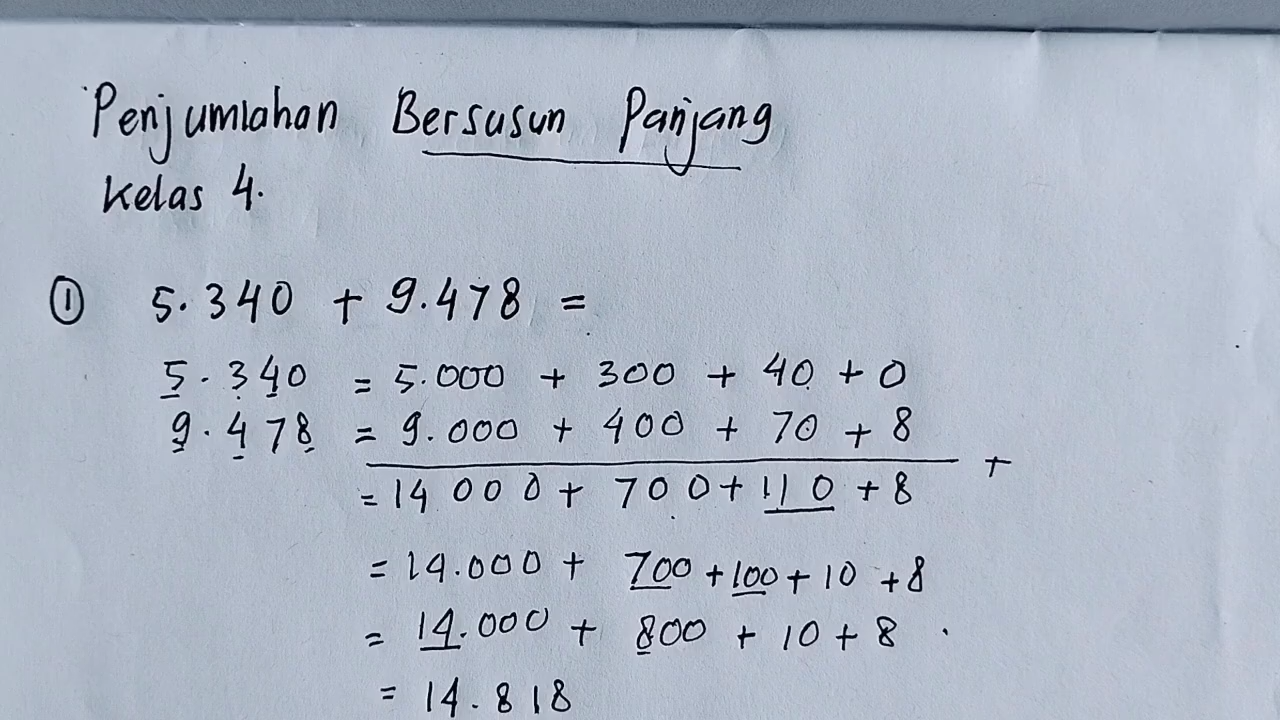 Penjumlahan Bersusun Panjang
Kelas 4.
① 5.340 + 9.478 =
5.340 = 5.000 + 300 + 40 + 0
9.478 = 9.000 + 400 + 70 + 8
+
= 14 000 + 700 + 110 + 8
= 14.000 + 700 + 100 + 10 + 8
= 14.000 + 800 + 10 + 8 .
= 14.818